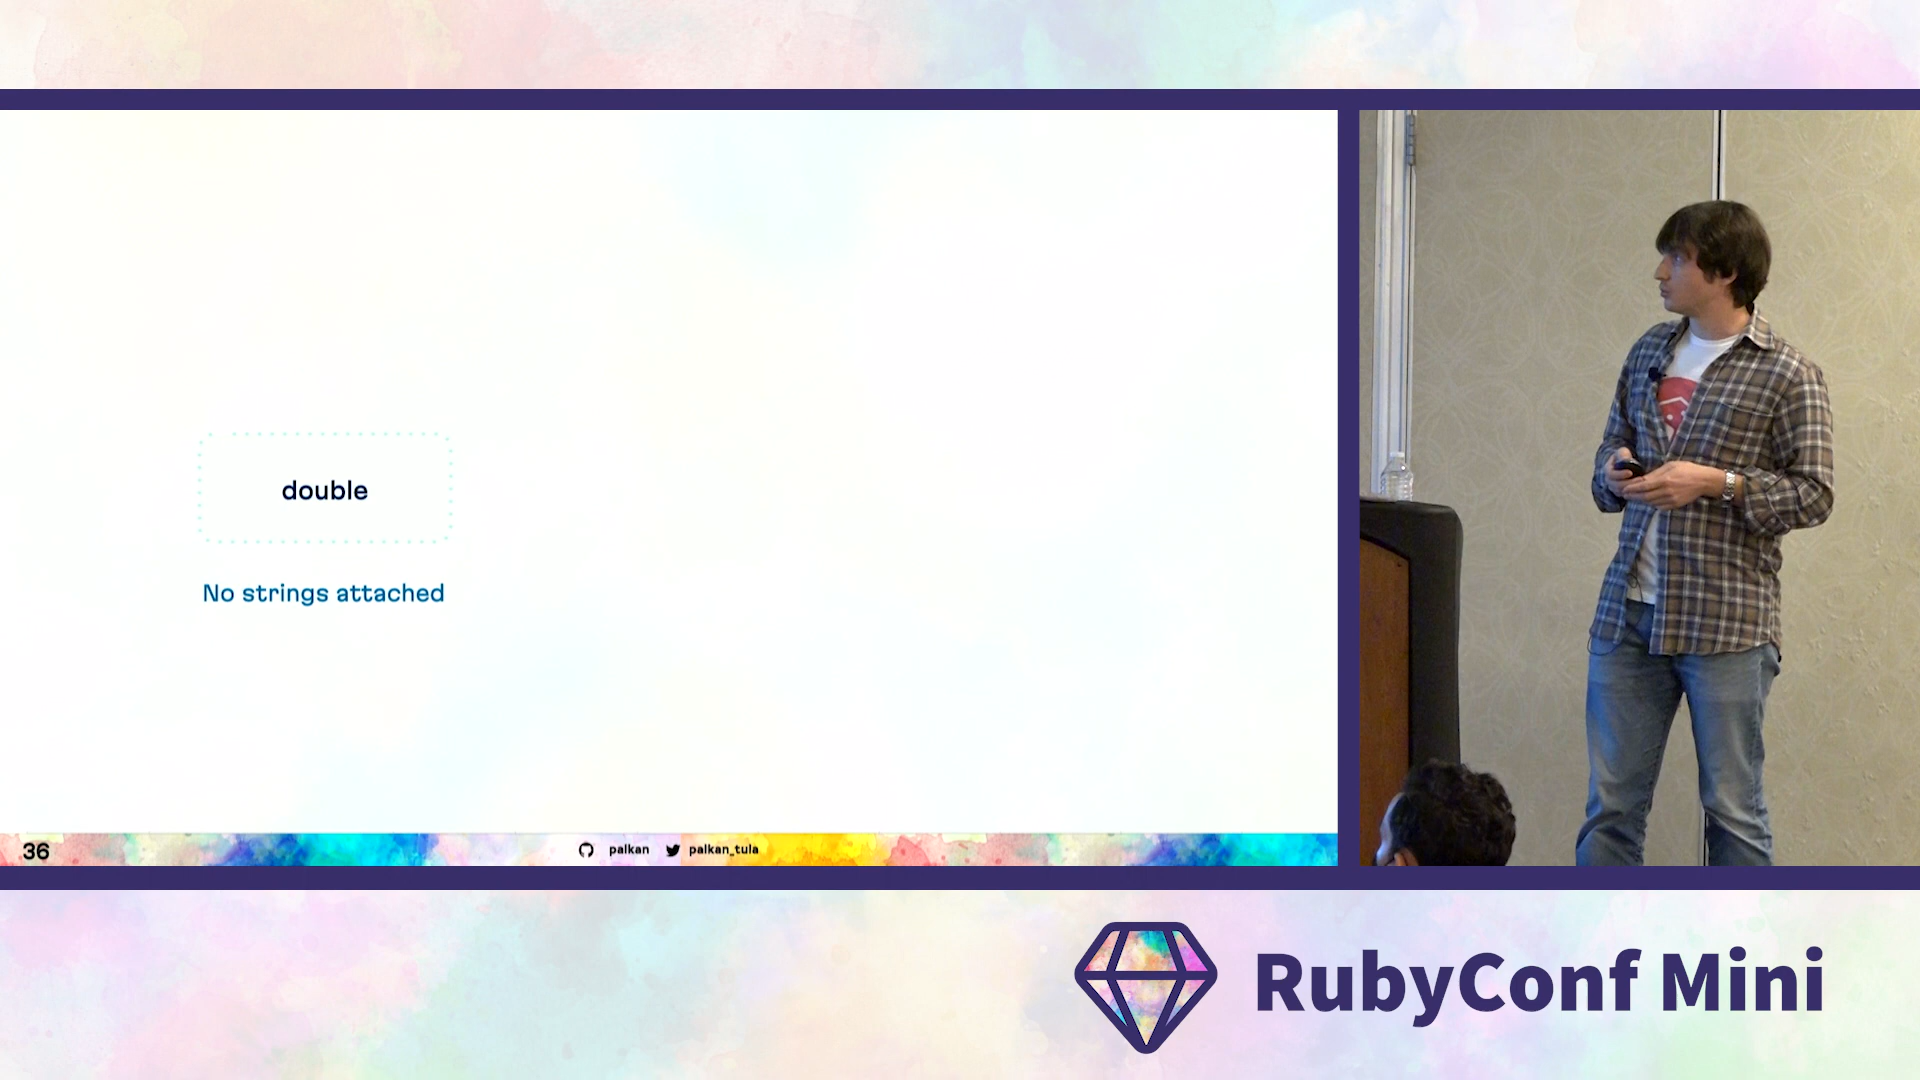 double
No strings attached
36
palkan
palkan_tula
RubyConf Mini